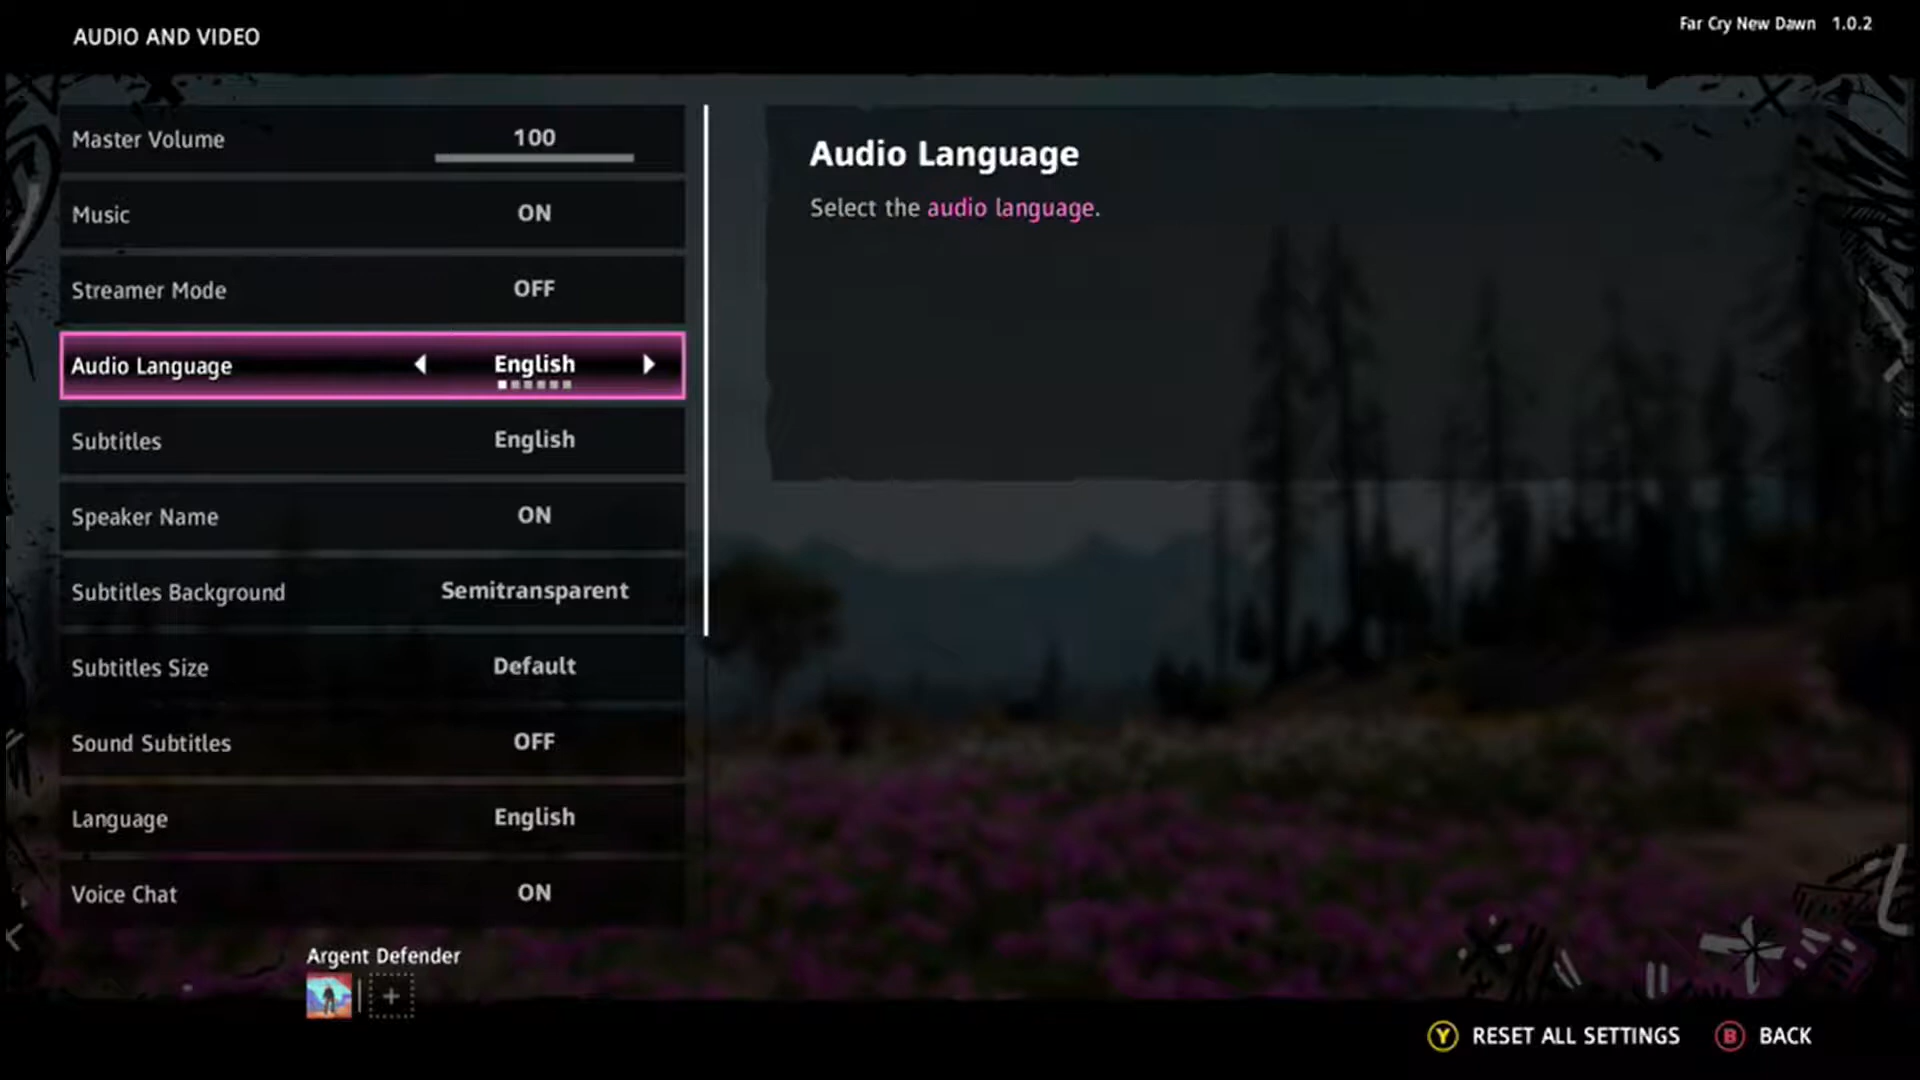 AUDIO AND VIDEO
Far Cry New Dawn 1.0.2
Master Volume 100
Music ON
Streamer Mode OFF
Audio Language English
Subtitles English
Speaker Name ON
Subtitles Background Semitransparent
Subtitles Size Default
Sound Subtitles OFF
Language English
Voice Chat ON
Audio Language
Select the audio language.
Argent Defender
Y RESET ALL SETTINGS B BACK